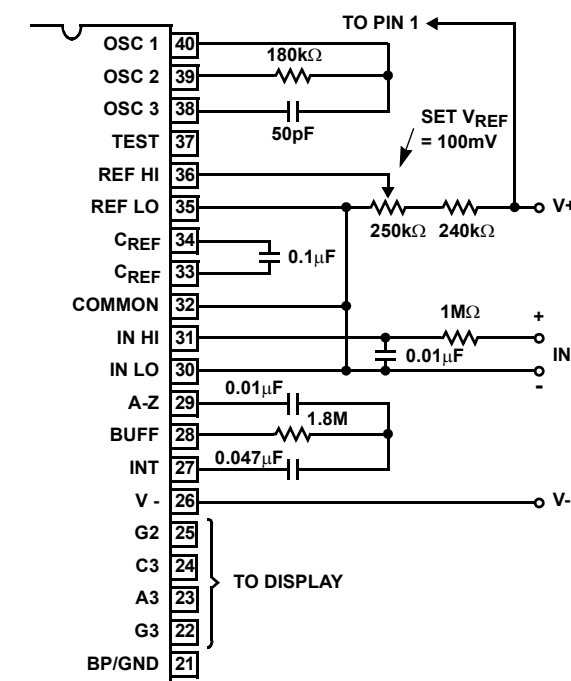 TO PIN 1
OSC 1 40
180kΩ
OSC 2 39
OSC 3 38
50pF
SET VREF
= 100mV
TEST 37
REF HI 36
REF LO 35
V+
250kΩ 240kΩ
CREF 34
0.1μF
CREF 33
COMMON 32
1MΩ
+
IN HI 31
0.01μF
IN
IN LO 30
-
0.01μF
A-Z 29
1.8M
BUFF 28
0.047μF
INT 27
V - 26
V-
G2 25
C3 24
TO DISPLAY
A3 23
G3 22
BP/GND 21